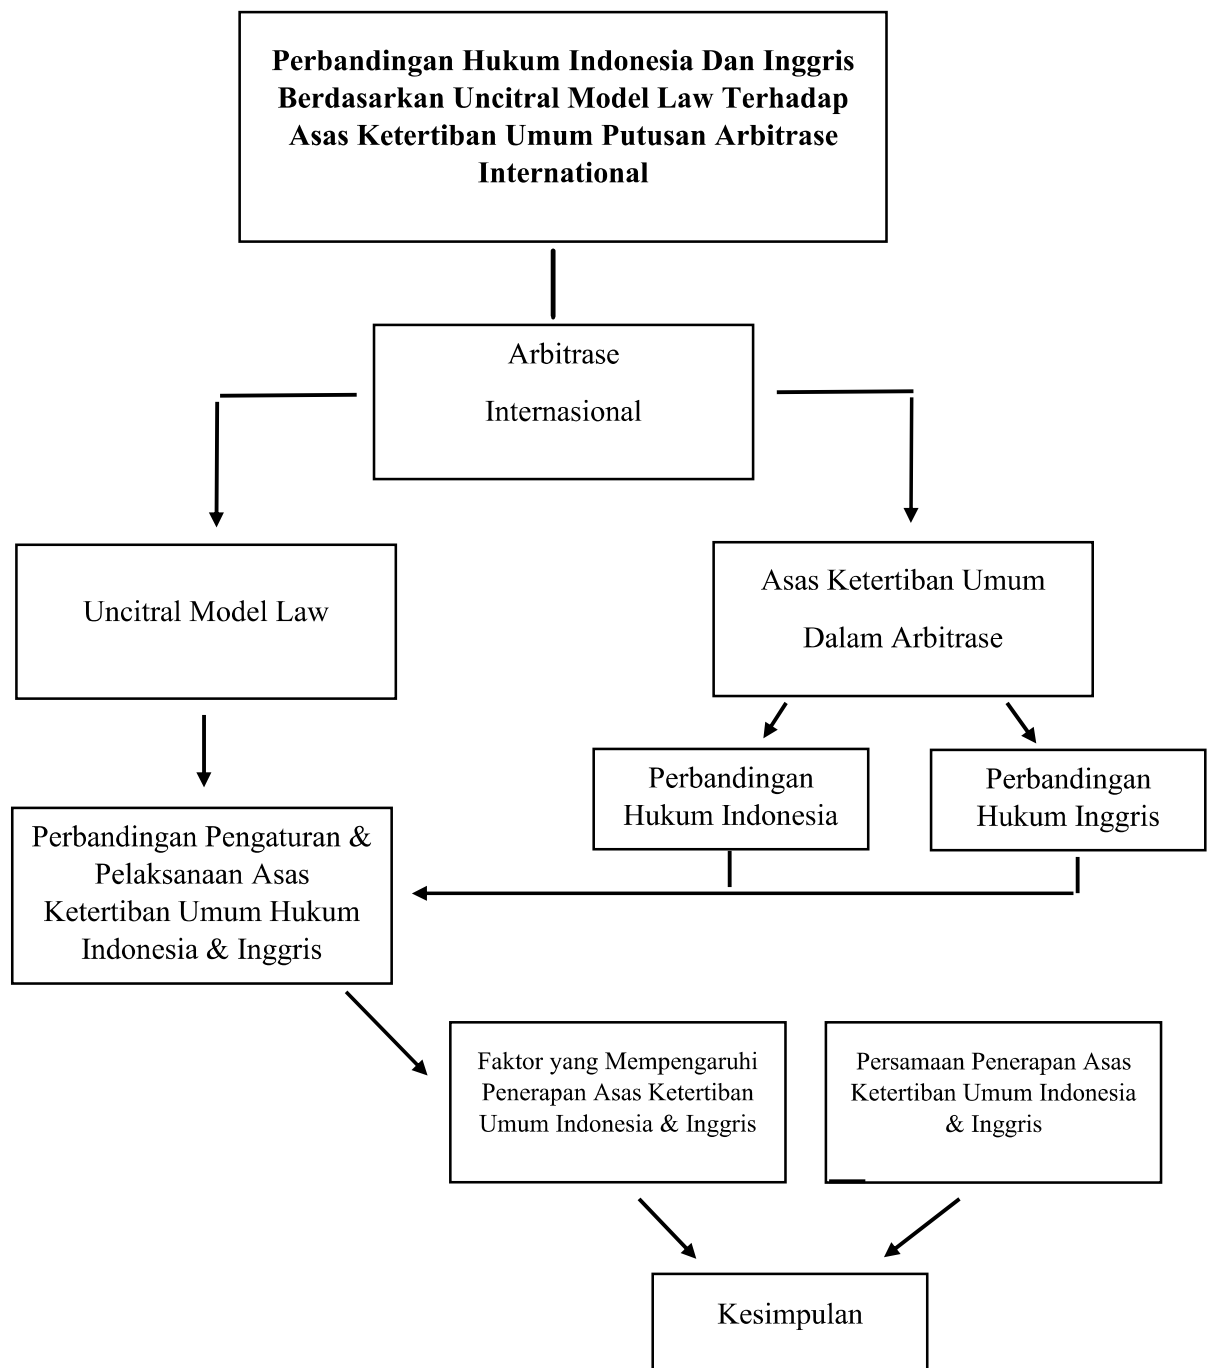 Perbandingan Hukum Indonesia Dan Inggris
Berdasarkan Uncitral Model Law Terhadap
Asas Ketertiban Umum Putusan Arbitrase
International
Arbitrase
Internasional
Uncitral Model Law
Asas Ketertiban Umum
Dalam Arbitrase
Perbandingan
Hukum Indonesia
Perbandingan
Hukum Inggris
Perbandingan Pengaturan &
Pelaksanaan Asas
Ketertiban Umum Hukum
Indonesia & Inggris
Faktor yang Mempengaruhi
Penerapan Asas Ketertiban
Umum Indonesia & Inggris
Persamaan Penerapan Asas
Ketertiban Umum Indonesia
& Inggris
Kesimpulan